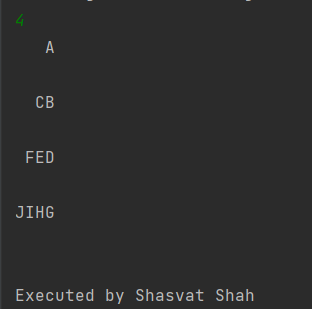 4
   A
  CB
 FED
JIHG
Executed by Shasvat Shah